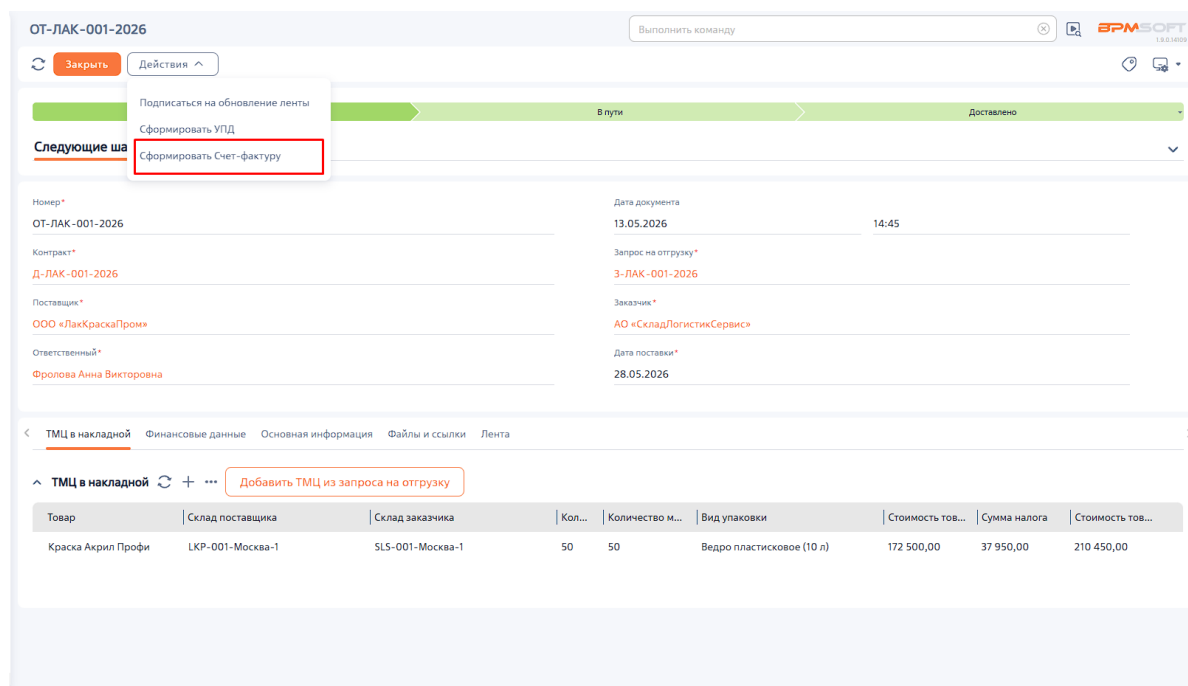 ОТ-ЛАК-001-2026
Выполнить команду
BPMSOFT
Закрыть
Действия
Подписаться на обновление ленты
Сформировать УПД
Сформировать Счет-фактуру
В пути
Доставлено
Следующие ша
Номер*
ОТ-ЛАК-001-2026
Дата документа
13.05.2026 14:45
Контракт*
Д-ЛАК-001-2026
Запрос на отгрузку*
З-ЛАК-001-2026
Поставщик*
ООО «ЛакКраскаПром»
Заказчик*
АО «СкладЛогистикСервис»
Ответственный*
Фролова Анна Викторовна
Дата поставки*
28.05.2026
ТМЦ в накладной Финансовые данные Основная информация Файлы и ссылки Лента
ТМЦ в накладной
Добавить ТМЦ из запроса на отгрузку
Товар Склад поставщика Склад заказчика Кол... Количество м... Вид упаковки Стоимость тов... Сумма налога Стоимость тов...
Краска Акрил Профи LKP-001-Москва-1 SLS-001-Москва-1 50 50 Ведро пластисковое (10 л) 172 500,00 37 950,00 210 450,00